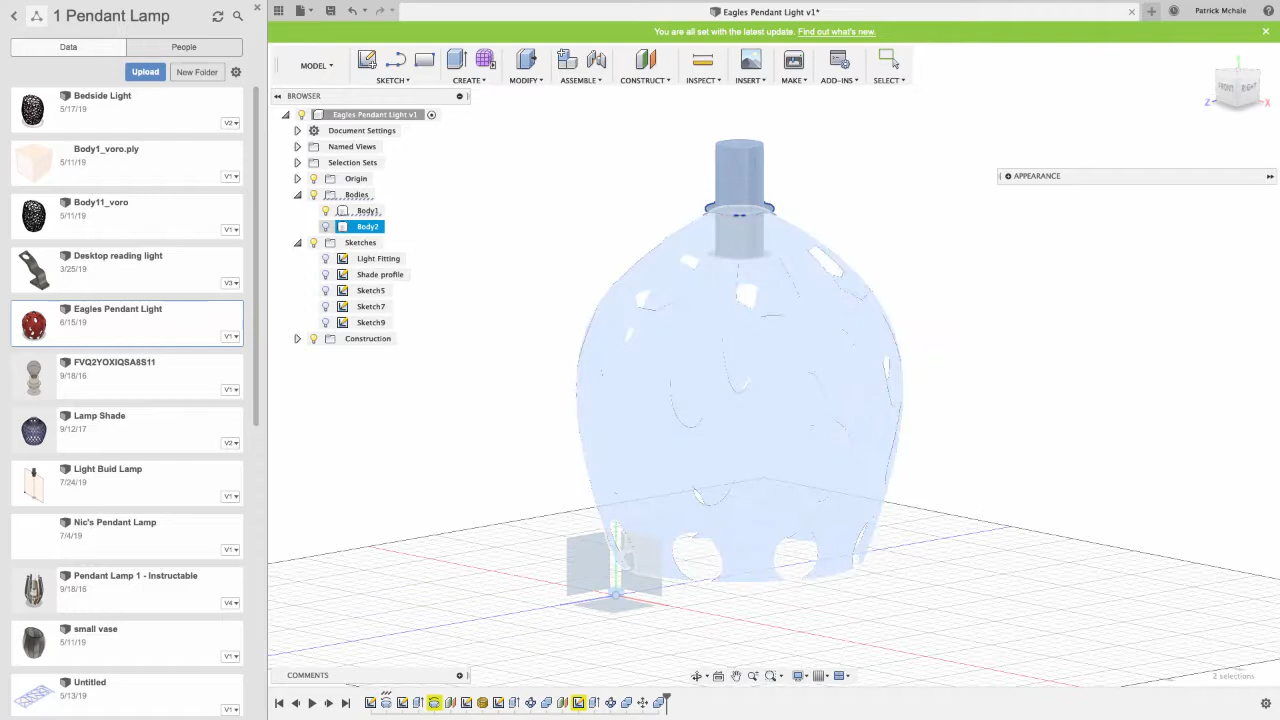 1 Pendant Lamp
Data
People
Upload
New Folder
Beside Light
5/17/19
V2
Body1_voro.ply
5/11/19
V1
Body11_voro
5/11/19
V1
Desktop reading light
3/25/19
V3
Eagles Pendant Light
6/15/19
V1
FVQ2YOXIQSA8S11
9/18/16
V1
Lamp Shade
9/12/17
V2
Light Buid Lamp
7/24/19
V1
Nic's Pendant Lamp
7/4/19
V1
Pendant Lamp 1 - Instructable
9/18/16
V4
small vase
5/11/19
V1
Untitled
5/13/19
V1
Eagles Pendant Light v1*
Patrick Mchale
You are all set with the latest update. Find out what's new.
MODEL
SKETCH
CREATE
MODIFY
ASSEMBLE
CONSTRUCT
INSPECT
INSERT
MAKE
ADD-INS
SELECT
BROWSER
Eagles Pendant Light v1
Document Settings
Named Views
Selection Sets
Origin
Bodies
Body1
Body2
Sketches
Light Fitting
Shade profile
Sketch5
Sketch7
Sketch9
Construction
FRONT
RIGHT
Z
X
APPEARANCE
COMMENTS
2 selections